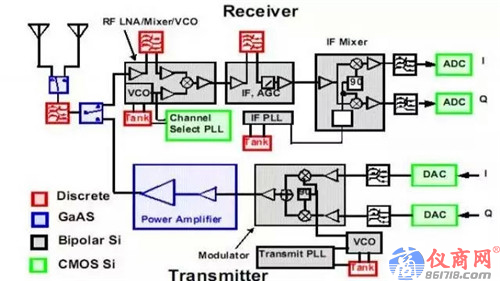 Receiver
RF LNA/Mixer/VCO
IF Mixer
VCO
IF, AGC
90
ADC
I
Tank
Channel
Select PLL
IF PLL
Tank
ADC
Q
Discrete
GaAS
Bipolar Si
CMOS Si
Power Amplifier
Modulator
90
DAC
I
DAC
Q
VCO
Transmit PLL
Tank
Transmitter
仪商网®
861718.com